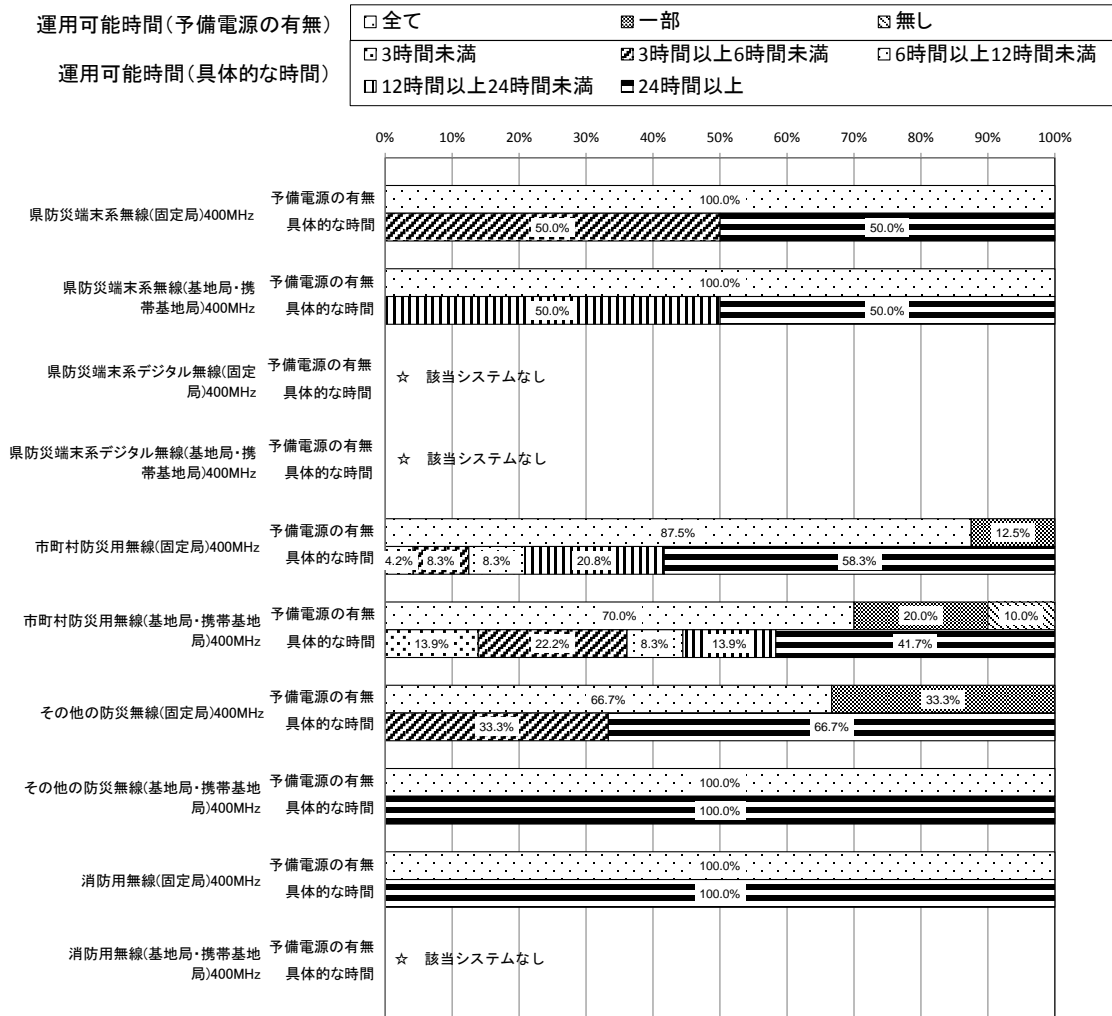 運用可能時間(予備電源の有無)
全て 一部 無し
運用可能時間(具体的な時間)
3時間未満 3時間以上6時間未満 6時間以上12時間未満
12時間以上24時間未満 24時間以上
0% 10% 20% 30% 40% 50% 60% 70% 80% 90% 100%
県防災端末系無線(固定局)400MHz
予備電源の有無
100.0%
具体的な時間
50.0% 50.0%
県防災端末系無線(基地局・携
帯基地局)400MHz
予備電源の有無
100.0%
具体的な時間
50.0% 50.0%
県防災端末系デジタル無線(固定
局)400MHz
予備電源の有無
具体的な時間
☆ 該当システムなし
県防災端末系デジタル無線(基地局・携
帯基地局)400MHz
予備電源の有無
具体的な時間
☆ 該当システムなし
市町村防災用無線(固定局)400MHz
予備電源の有無
87.5% 12.5%
具体的な時間
4.2% 8.3% 8.3% 20.8% 58.3%
市町村防災用無線(基地局・携帯基地
局)400MHz
予備電源の有無
70.0% 20.0% 10.0%
具体的な時間
13.9% 22.2% 8.3% 13.9% 41.7%
その他の防災無線(固定局)400MHz
予備電源の有無
66.7% 33.3%
具体的な時間
33.3% 66.7%
その他の防災無線(基地局・携帯基地
局)400MHz
予備電源の有無
100.0%
具体的な時間
100.0%
消防用無線(固定局)400MHz
予備電源の有無
100.0%
具体的な時間
100.0%
消防用無線(基地局・携帯基地
局)400MHz
予備電源の有無
具体的な時間
☆ 該当システムなし